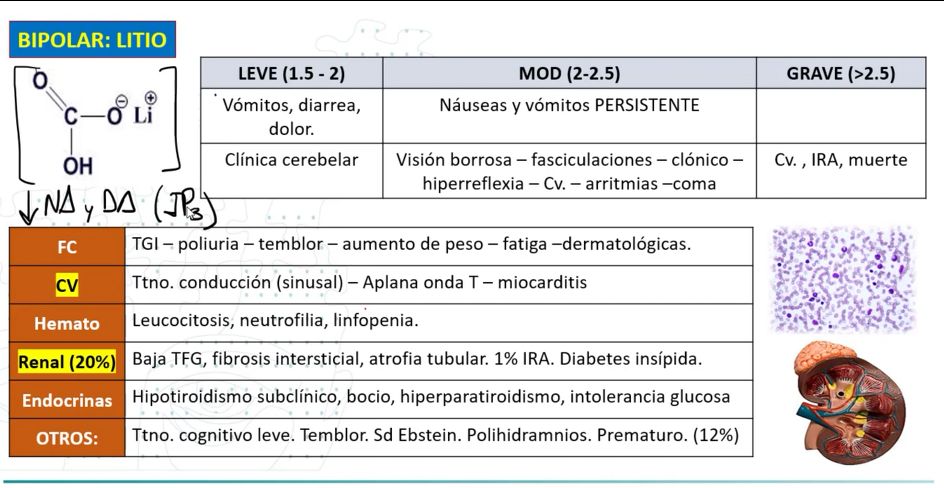 BIPOLAR: LITIO
O
C—O⊖ Li⊕
OH
↓ NA y DA (IP3)
LEVE (1.5 - 2) MOD (2-2.5) GRAVE (>2.5)
Vómitos, diarrea, Náuseas y vómitos PERSISTENTE
dolor.
Clínica cerebelar Visión borrosa – fasciculaciones – clónico – Cv. , IRA, muerte
hiperreflexia – Cv. – arritmias –coma
FC TGI – poliuria – temblor – aumento de peso – fatiga –dermatológicas.
CV Ttno. conducción (sinusal) – Aplana onda T – miocarditis
Hemato Leucocitosis, neutrofilia, linfopenia.
Renal (20%) Baja TFG, fibrosis intersticial, atrofia tubular. 1% IRA. Diabetes insípida.
Endocrinas Hipotiroidismo subclínico, bocio, hiperparatiroidismo, intolerancia glucosa
OTROS: Ttno. cognitivo leve. Temblor. Sd Ebstein. Polihidramnios. Prematuro. (12%)